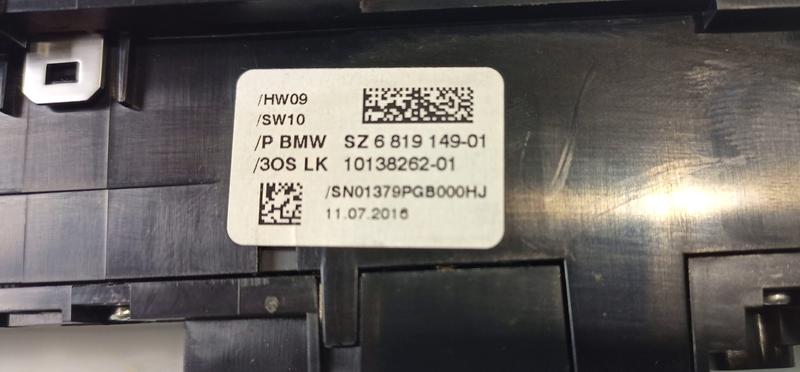 /HW09
/SW10
/P BMW SZ 6 819 149-01
/3OS LK 10138262-01
/SN01379PGB000HJ
11.07.2016